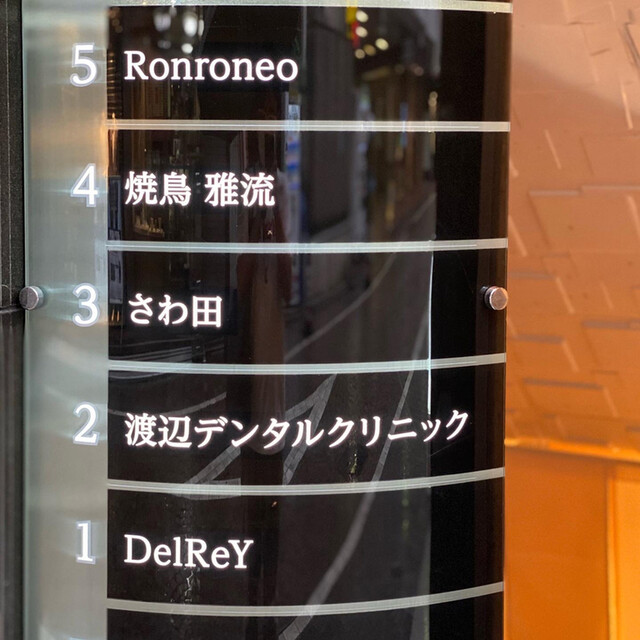 5 Ronroneo
4 焼鳥 雅流
3 さわ田
2 渡辺デンタルクリニック
1 DelReY